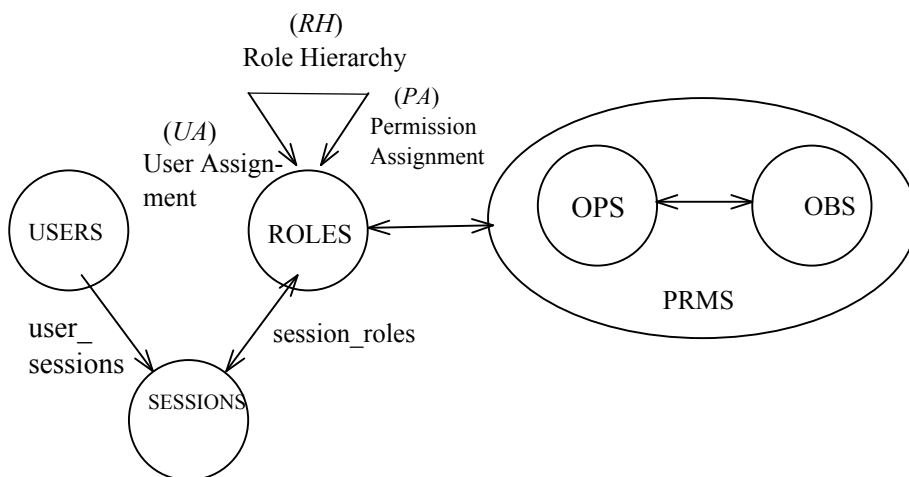 (RH)
Role Hierarchy
(PA)
Permission
Assignment
(UA)
User Assign-
ment
USERS
ROLES
OPS
OBS
PRMS
user_
sessions
session_roles
SESSIONS